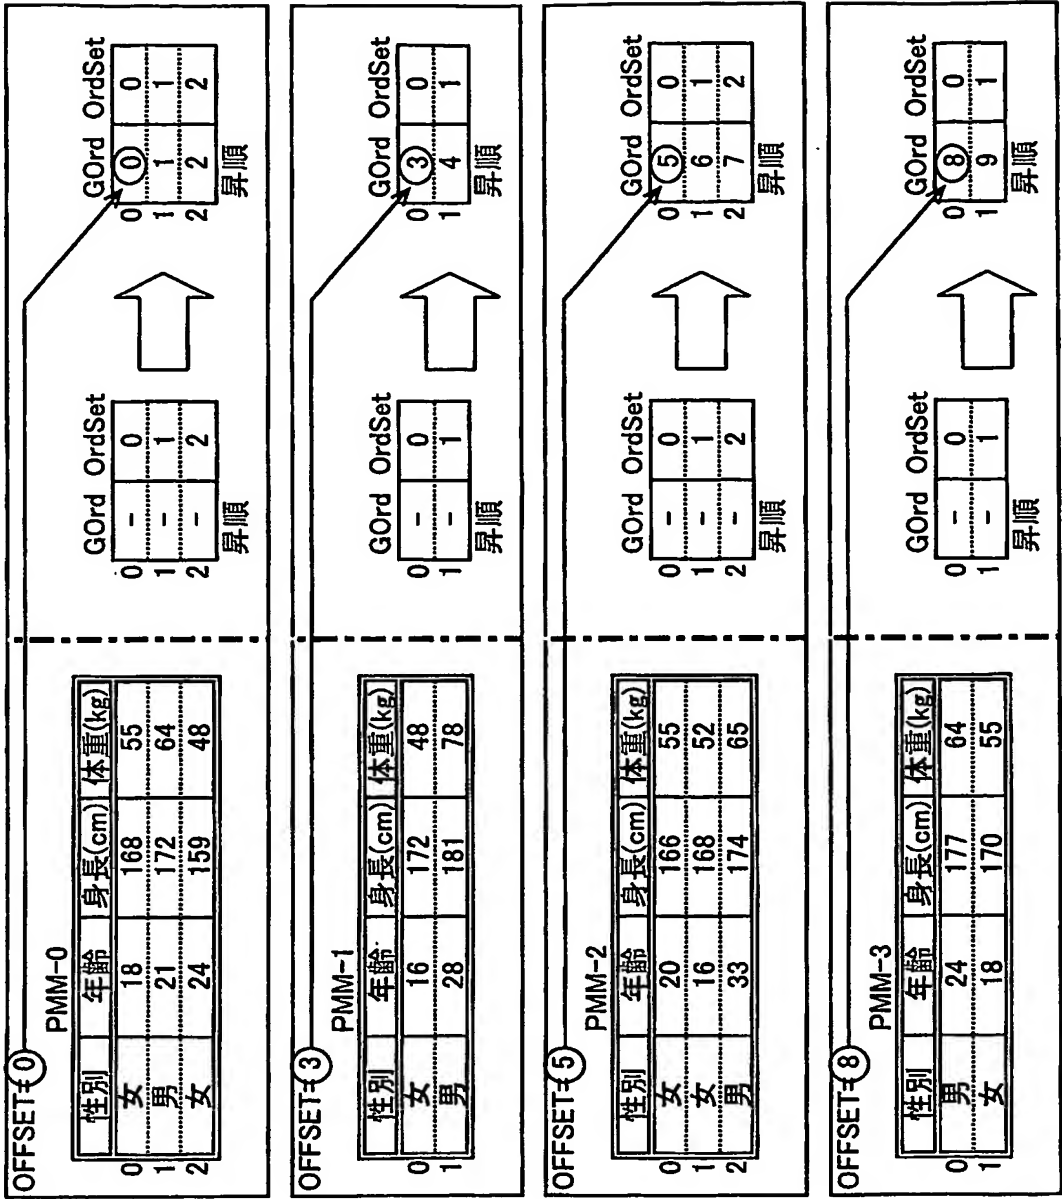 OFFSET=0
PMM-0
性別 年齢 身長(cm) 体重(kg)
0 女 18 168 55
1 男 21 172 64
2 女 24 159 48
GOrd OrdSet
0 - 0
1 - 1
2 - 2
昇順
GOrd OrdSet
0 0 0
1 1 1
2 2 2
昇順
OFFSET=3
PMM-1
性別 年齢 身長(cm) 体重(kg)
0 女 16 172 48
1 男 28 181 78
GOrd OrdSet
0 - 0
1 - 1
昇順
GOrd OrdSet
0 3 0
1 4 1
昇順
OFFSET=5
PMM-2
性別 年齢 身長(cm) 体重(kg)
0 女 20 166 55
1 女 16 168 52
2 男 33 174 65
GOrd OrdSet
0 - 0
1 - 1
2 - 2
昇順
GOrd OrdSet
0 5 0
1 6 1
2 7 2
昇順
OFFSET=8
PMM-3
性別 年齢 身長(cm) 体重(kg)
0 男 24 177 64
1 女 18 170 55
GOrd OrdSet
0 - 0
1 - 1
昇順
GOrd OrdSet
0 8 0
1 9 1
昇順